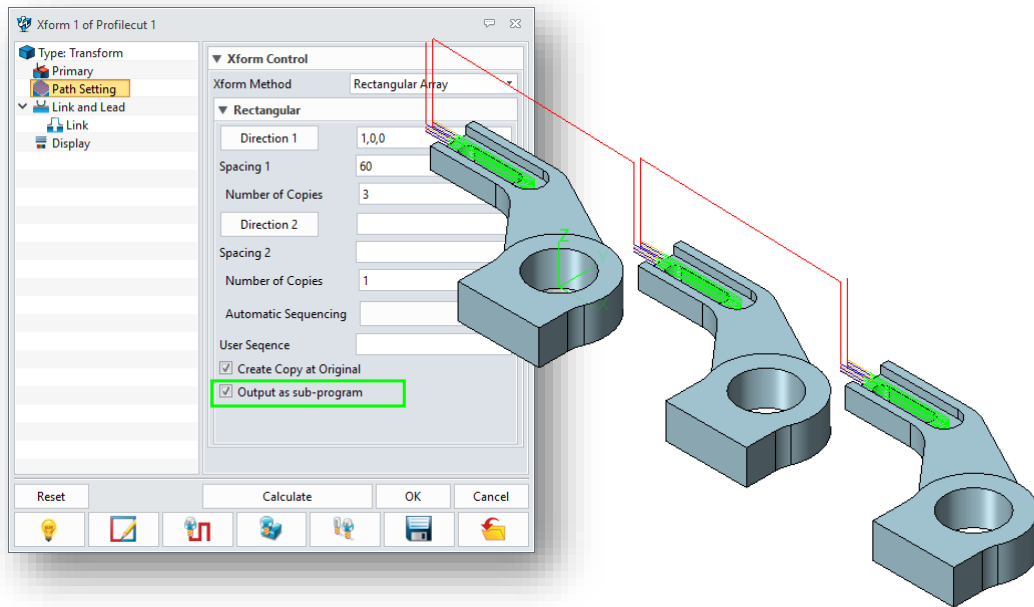 Xform 1 of Profilecut 1
Type: Transform
Primary
Path Setting
Link and Lead
Link
Display
Xform Control
Xform Method Rectangular Array
Rectangular
Direction 1 1,0,0
Spacing 1 60
Number of Copies 3
Direction 2
Spacing 2
Number of Copies 1
Automatic Sequencing
User Seqence
Create Copy at Original
Output as sub-program
Reset Calculate OK Cancel
Z
Y
X